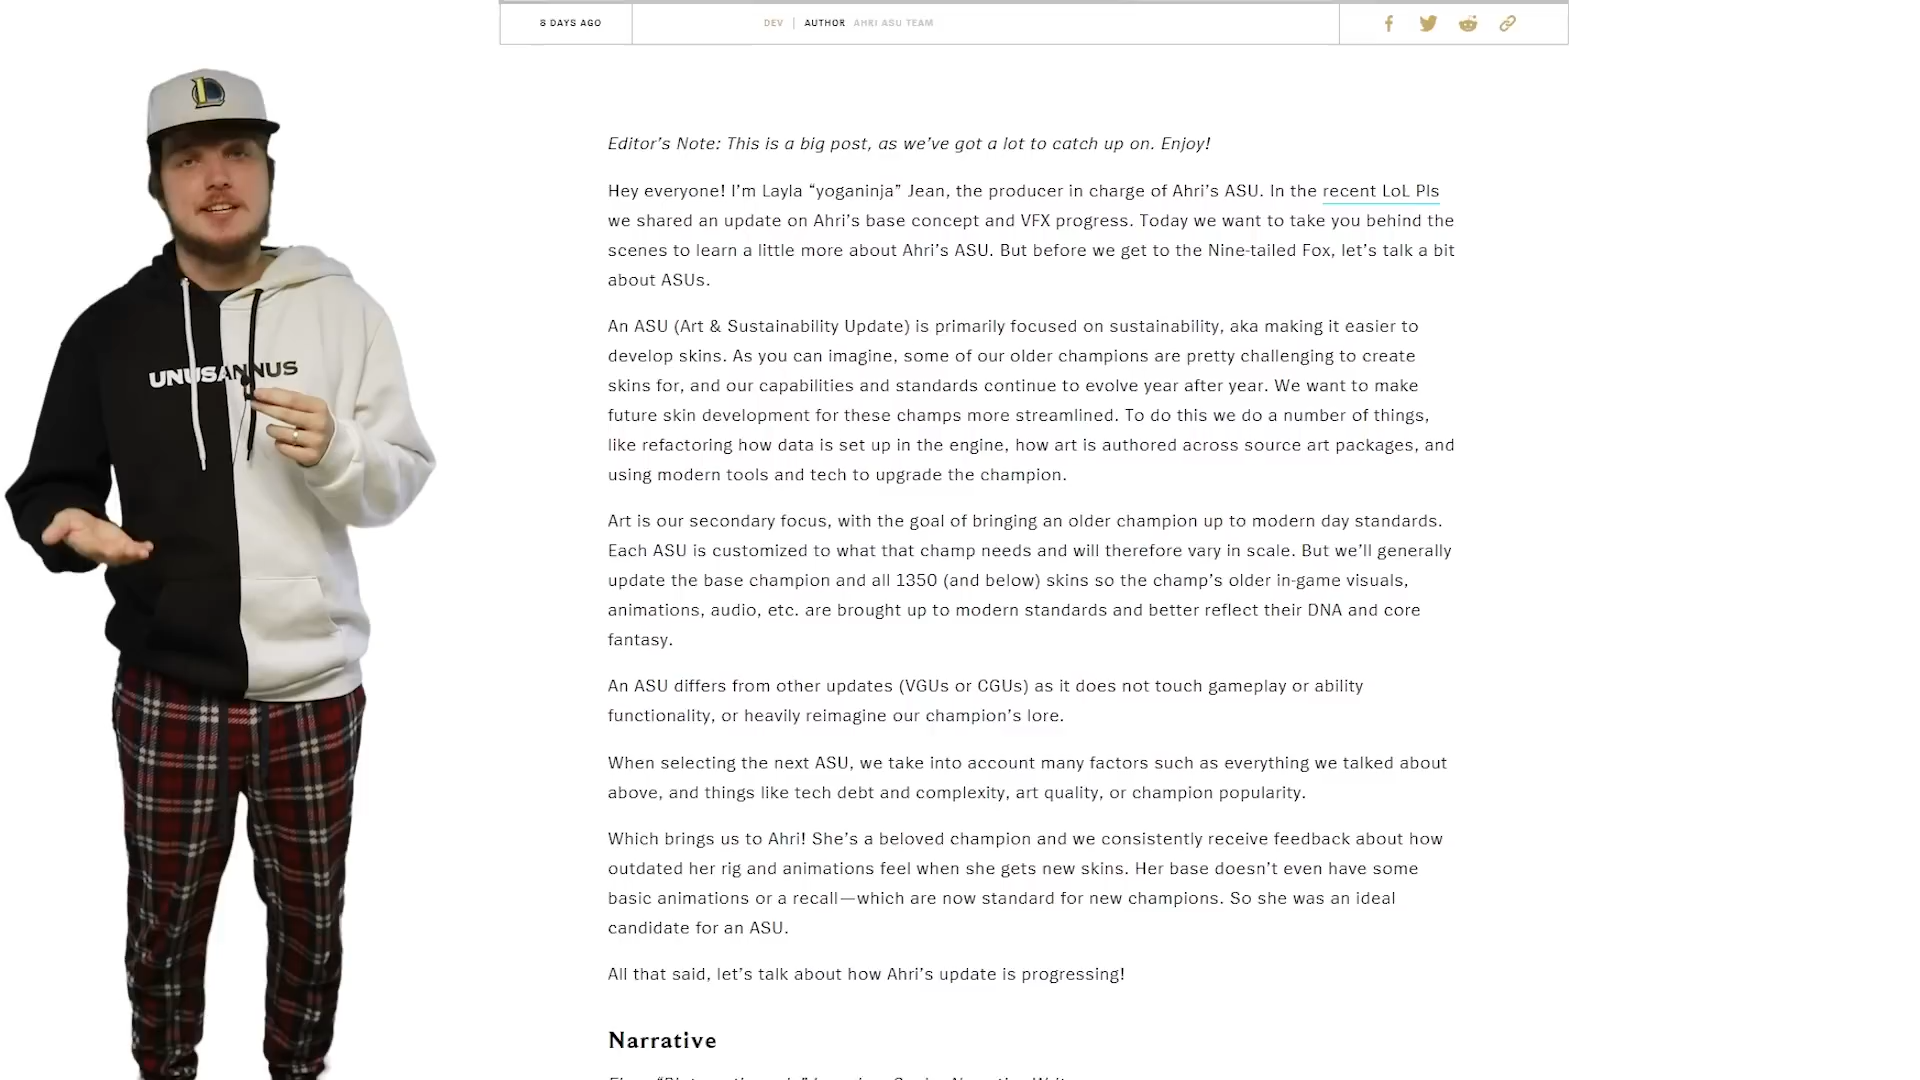 8 DAYS AGO
DEV | AUTHOR AHRI ASU TEAM
Editor's Note: This is a big post, as we've got a lot to catch up on. Enjoy!
Hey everyone! I'm Layla “yoganinja” Jean, the producer in charge of Ahri's ASU. In the recent LoL Pls
we shared an update on Ahri's base concept and VFX progress. Today we want to take you behind the
scenes to learn a little more about Ahri's ASU. But before we get to the Nine-tailed Fox, let's talk a bit
about ASUs.
An ASU (Art & Sustainability Update) is primarily focused on sustainability, aka making it easier to
develop skins. As you can imagine, some of our older champions are pretty challenging to create
skins for, and our capabilities and standards continue to evolve year after year. We want to make
future skin development for these champs more streamlined. To do this we do a number of things,
like refactoring how data is set up in the engine, how art is authored across source art packages, and
using modern tools and tech to upgrade the champion.
Art is our secondary focus, with the goal of bringing an older champion up to modern day standards.
Each ASU is customized to what that champ needs and will therefore vary in scale. But we'll generally
update the base champion and all 1350 (and below) skins so the champ's older in-game visuals,
animations, audio, etc. are brought up to modern standards and better reflect their DNA and core
fantasy.
An ASU differs from other updates (VGUs or CGUs) as it does not touch gameplay or ability
functionality, or heavily reimagine our champion's lore.
When selecting the next ASU, we take into account many factors such as everything we talked about
above, and things like tech debt and complexity, art quality, or champion popularity.
Which brings us to Ahri! She's a beloved champion and we consistently receive feedback about how
outdated her rig and animations feel when she gets new skins. Her base doesn't even have some
basic animations or a recall—which are now standard for new champions. So she was an ideal
candidate for an ASU.
All that said, let's talk about how Ahri's update is progressing!
Narrative
UNUSANNUS